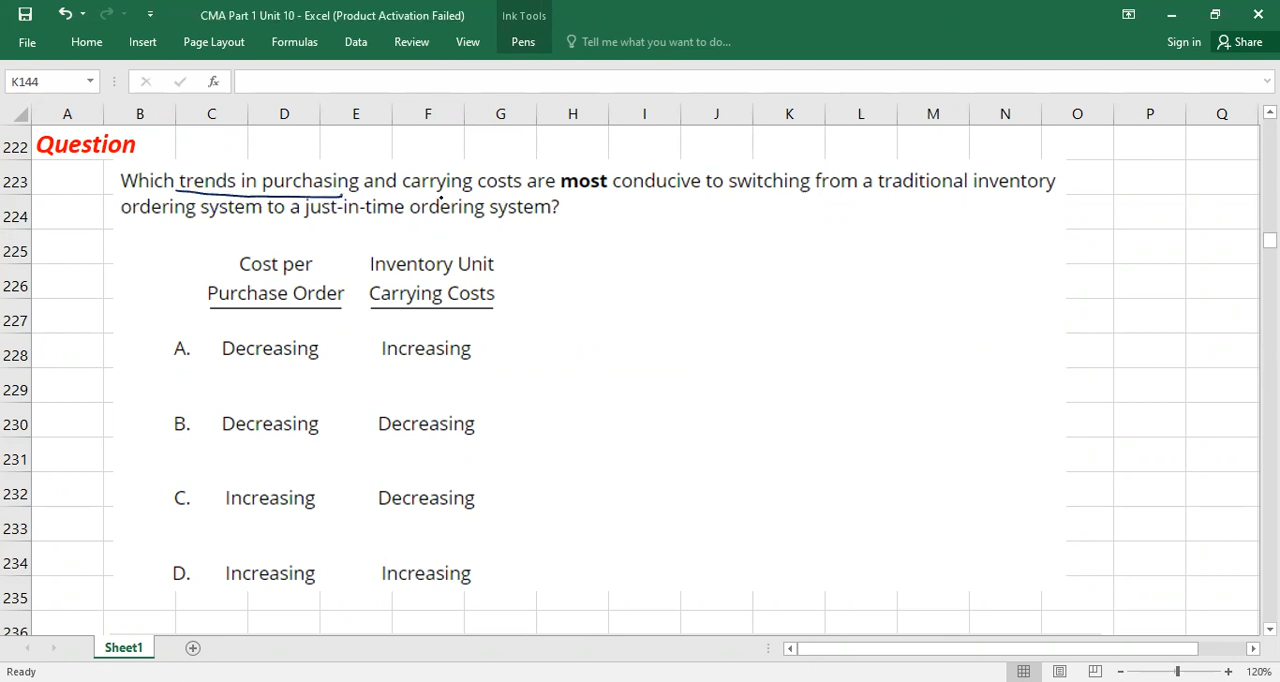 CMA Part 1 Unit 10 - Excel (Product Activation Failed)
Ink Tools
File Home Insert Page Layout Formulas Data Review View Pens Tell me what you want to do... Sign in Share
K144 fx
A B C D E F G H I J K L M N O P Q
222 Question
223 Which trends in purchasing and carrying costs are most conducive to switching from a traditional inventory
224 ordering system to a just-in-time ordering system?
225 Cost per Inventory Unit
226 Purchase Order Carrying Costs
227
228 A. Decreasing Increasing
229
230 B. Decreasing Decreasing
231
232 C. Increasing Decreasing
233
234 D. Increasing Increasing
235
236
Sheet1
Ready 120%